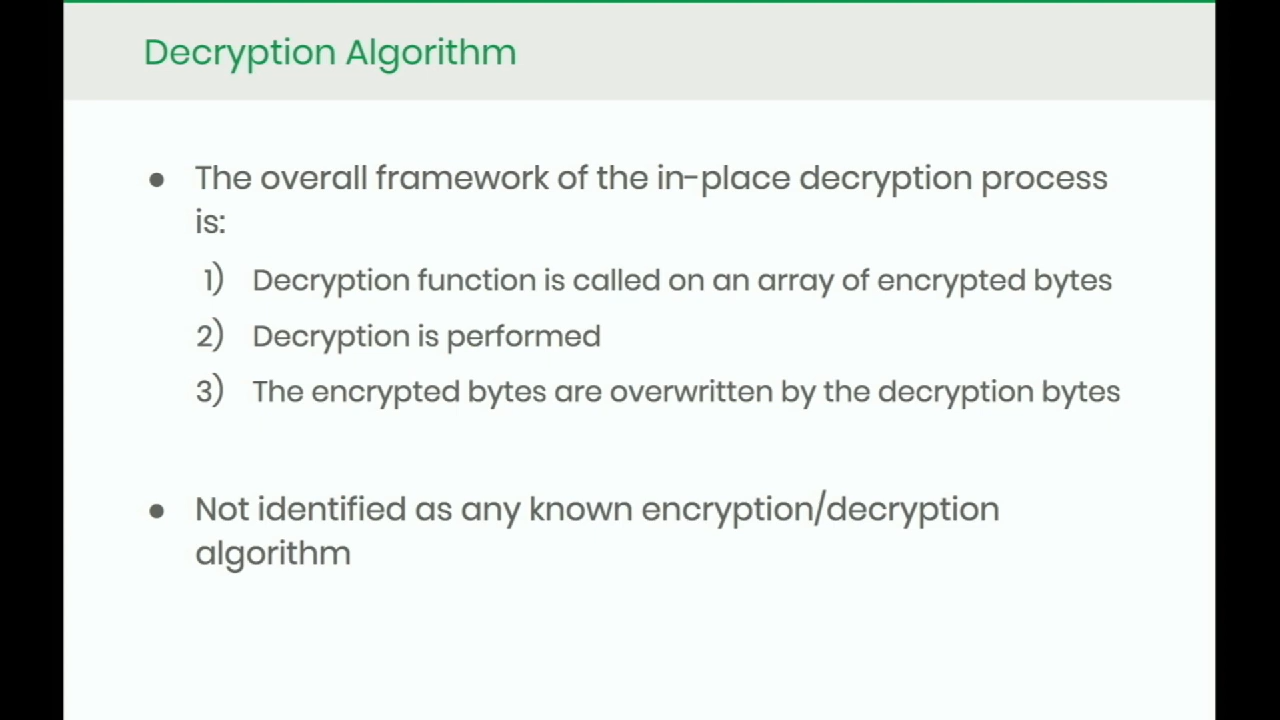 Decryption Algorithm
● The overall framework of the in-place decryption process
is:
1) Decryption function is called on an array of encrypted bytes
2) Decryption is performed
3) The encrypted bytes are overwritten by the decryption bytes
● Not identified as any known encryption/decryption
algorithm